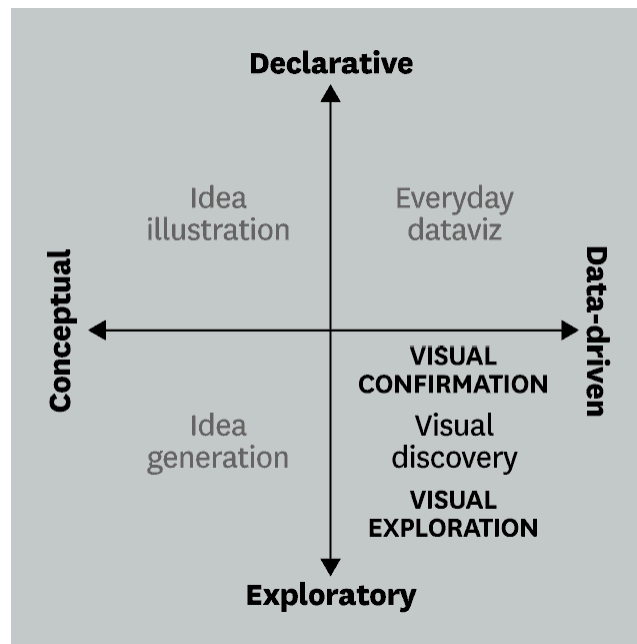 Declarative
Idea
illustration
Everyday
dataviz
Conceptual
Data-driven
VISUAL
CONFIRMATION
Idea
generation
Visual
discovery
VISUAL
EXPLORATION
Exploratory